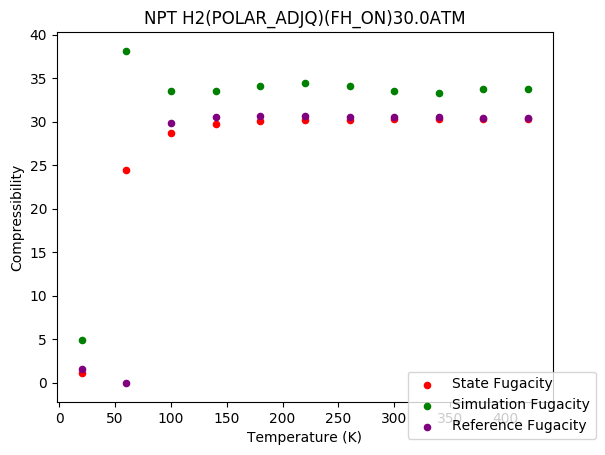 NPT H2(POLAR_ADJQ)(FH_ON)30.0ATM
Compressibility
40
35
30
25
20
15
10
5
0
0 50 100 150 200 250 300 350 400
Temperature (K)
State Fugacity
Simulation Fugacity
Reference Fugacity